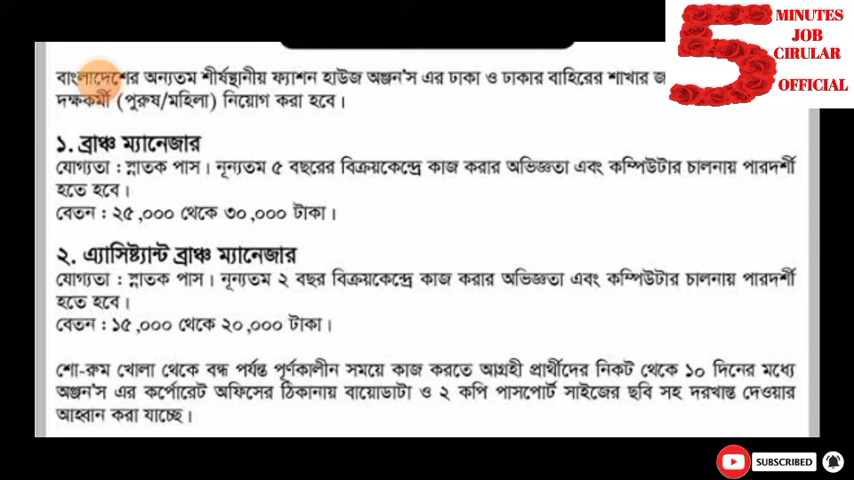 বাংলাদেশের অন্যতম শীর্ষস্থানীয় ফ্যাশন হাউজ অঞ্জন'স এর ঢাকা ও ঢাকার বাহিরের শাখার
দক্ষকর্মী (পুরুষ/মহিলা) নিয়োগ করা হবে।
১. ব্রাঞ্চ ম্যানেজার
যোগ্যতা : স্নাতক পাস। নূন্যতম ৫ বছরের বিক্রয়কেন্দ্রে কাজ করার অভিজ্ঞতা এবং কম্পিউটার চালনায় পারদর্শী
হতে হবে।
বেতন : ২৫,০০০ থেকে ৩০,০০০ টাকা।
২. এ্যাসিষ্ট্যান্ট ব্রাঞ্চ ম্যানেজার
যোগ্যতা : স্নাতক পাস। নূন্যতম ২ বছর বিক্রয়কেন্দ্রে কাজ করার অভিজ্ঞতা এবং কম্পিউটার চালনায় পারদর্শী
হতে হবে।
বেতন : ১৫,০০০ থেকে ২০,০০০ টাকা।
শো-রুম খোলা থেকে বন্ধ পর্যন্ত পূর্ণকালীন সময়ে কাজ করতে আগ্রহী প্রার্থীদের নিকট থেকে ১০ দিনের মধ্যে
অঞ্জন'স এর কর্পোরেট অফিসের ঠিকানায় বায়োডাটা ও ২ কপি পাসপোর্ট সাইজের ছবি সহ দরখাস্ত দেওয়ার
আহ্বান করা যাচ্ছে।
5 MINUTES
JOB
CIRULAR
OFFICIAL
SUBSCRIBED